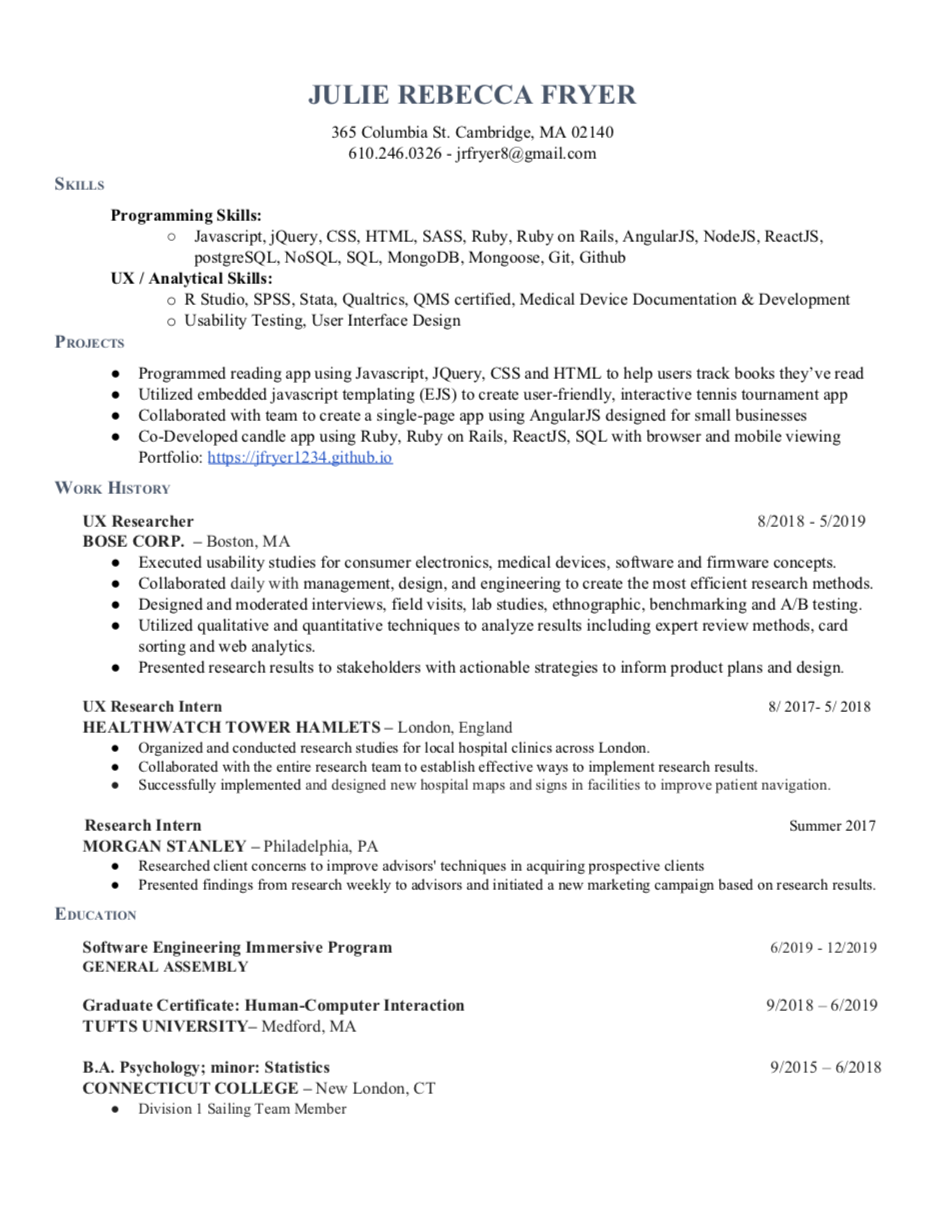 JULIE REBECCA FRYER
365 Columbia St. Cambridge, MA 02140
610.246.0326 - jrfryer8@gmail.com
SKILLS
Programming Skills:
○ Javascript, jQuery, CSS, HTML, SASS, Ruby, Ruby on Rails, AngularJS, NodeJS, ReactJS,
postgreSQL, NoSQL, SQL, MongoDB, Mongoose, Git, Github
UX / Analytical Skills:
○ R Studio, SPSS, Stata, Qualtrics, QMS certified, Medical Device Documentation & Development
○ Usability Testing, User Interface Design
PROJECTS
● Programmed reading app using Javascript, JQuery, CSS and HTML to help users track books they’ve read
● Utilized embedded javascript templating (EJS) to create user-friendly, interactive tennis tournament app
● Collaborated with team to create a single-page app using AngularJS designed for small businesses
● Co-Developed candle app using Ruby, Ruby on Rails, ReactJS, SQL with browser and mobile viewing
Portfolio: https://jfryer1234.github.io
WORK HISTORY
UX Researcher 8/2018 - 5/2019
BOSE CORP. – Boston, MA
● Executed usability studies for consumer electronics, medical devices, software and firmware concepts.
● Collaborated daily with management, design, and engineering to create the most efficient research methods.
● Designed and moderated interviews, field visits, lab studies, ethnographic, benchmarking and A/B testing.
● Utilized qualitative and quantitative techniques to analyze results including expert review methods, card
sorting and web analytics.
● Presented research results to stakeholders with actionable strategies to inform product plans and design.
UX Research Intern 8/ 2017- 5/ 2018
HEALTHWATCH TOWER HAMLETS – London, England
● Organized and conducted research studies for local hospital clinics across London.
● Collaborated with the entire research team to establish effective ways to implement research results.
● Successfully implemented and designed new hospital maps and signs in facilities to improve patient navigation.
Research Intern Summer 2017
MORGAN STANLEY – Philadelphia, PA
● Researched client concerns to improve advisors' techniques in acquiring prospective clients
● Presented findings from research weekly to advisors and initiated a new marketing campaign based on research results.
EDUCATION
Software Engineering Immersive Program 6/2019 - 12/2019
GENERAL ASSEMBLY
Graduate Certificate: Human-Computer Interaction 9/2018 – 6/2019
TUFTS UNIVERSITY– Medford, MA
B.A. Psychology; minor: Statistics 9/2015 – 6/2018
CONNECTICUT COLLEGE – New London, CT
● Division 1 Sailing Team Member